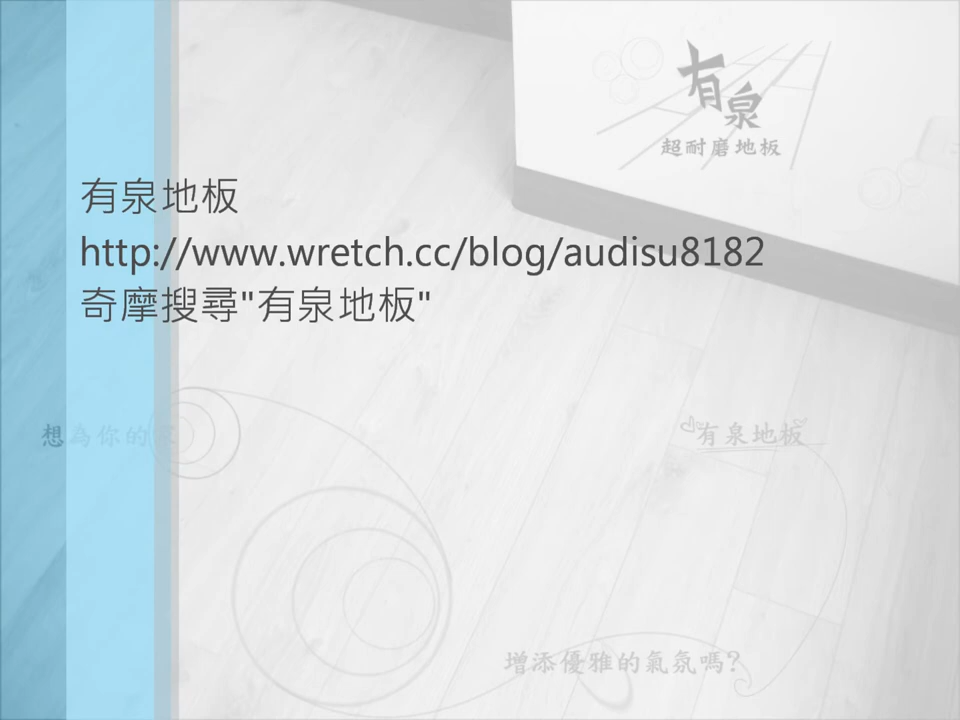 有泉
超耐磨地板
有泉地板
http://www.wretch.cc/blog/audisu8182
奇摩搜尋"有泉地板"
想為你的家
有泉地板
增添優雅的氣氛嗎?